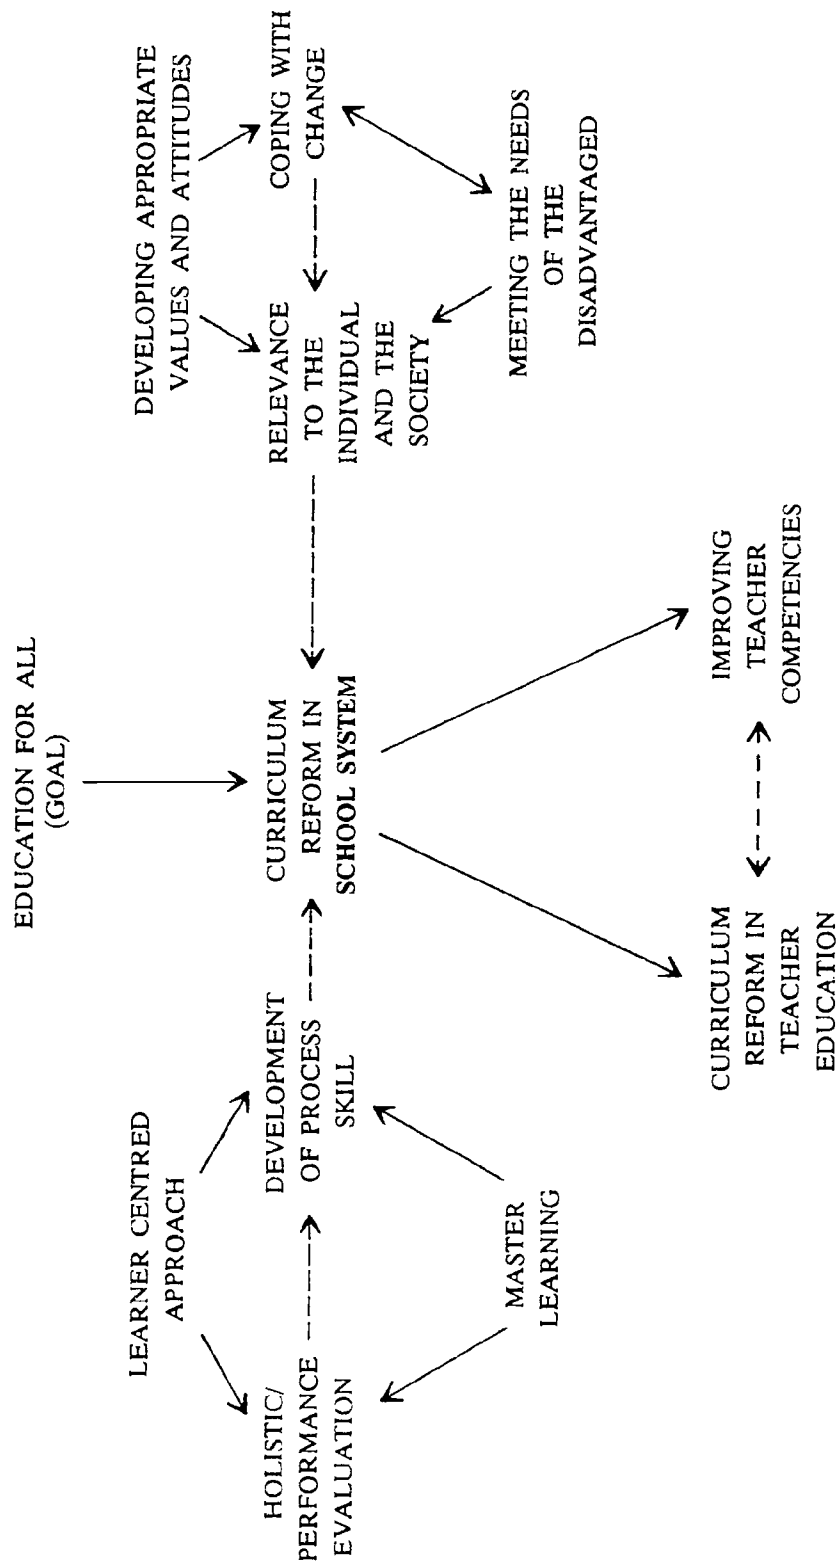 EDUCATION FOR ALL
(GOAL)
LEARNER CENTRED
APPROACH
DEVELOPING APPROPRIATE
VALUES AND ATTITUDES
HOLISTIC/
PERFORMANCE
EVALUATION
DEVELOPMENT
OF PROCESS
SKILL
CURRICULUM
REFORM IN
SCHOOL SYSTEM
RELEVANCE
TO THE
INDIVIDUAL
AND THE
SOCIETY
COPING WITH
CHANGE
MASTER
LEARNING
MEETING THE NEEDS
OF THE
DISADVANTAGED
CURRICULUM
REFORM IN
TEACHER
EDUCATION
IMPROVING
TEACHER
COMPETENCIES